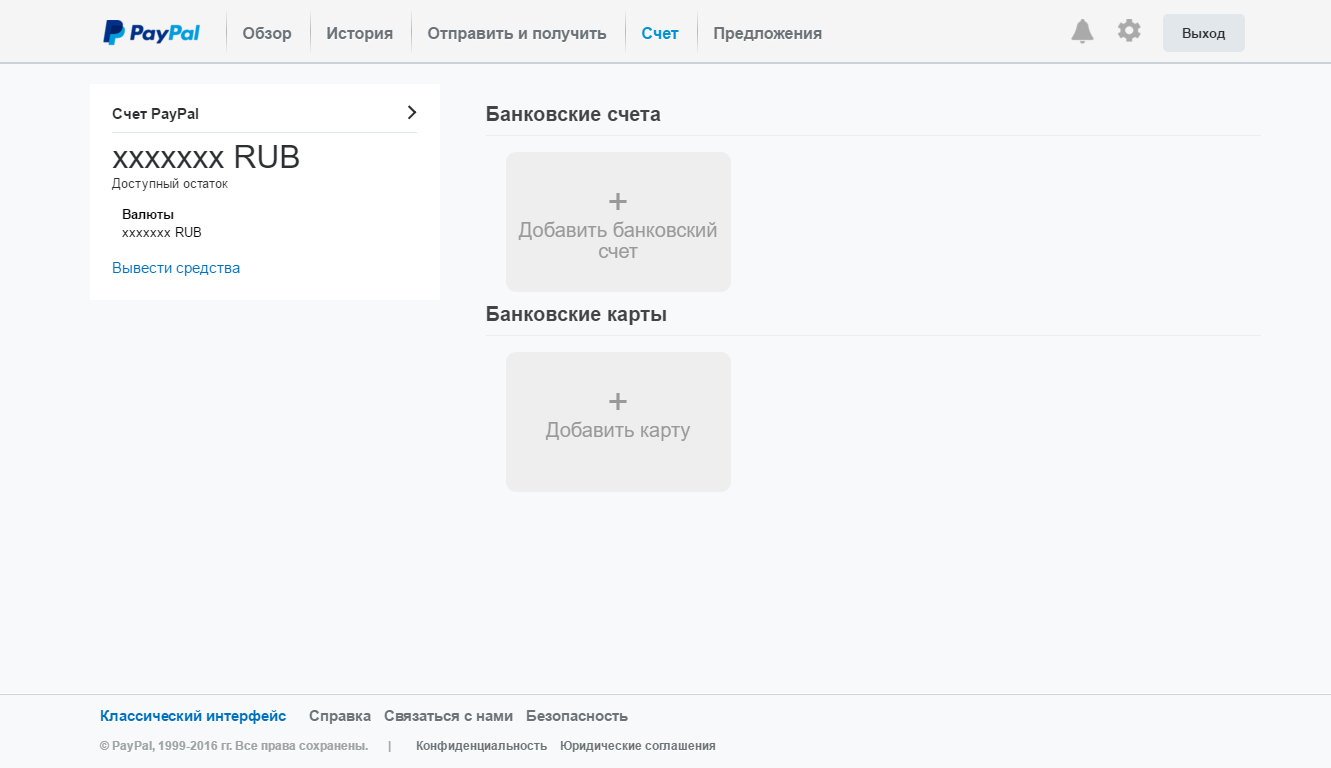 PayPal Обзор История Отправить и получить Счет Предложения Выход
Счет PayPal
xxxxxxx RUB
Доступный остаток
Валюты
xxxxxxx RUB
Вывести средства
Банковские счета
+
Добавить банковский
счет
Банковские карты
+
Добавить карту
Классический интерфейс Справка Связаться с нами Безопасность
© PayPal, 1999-2016 гг. Все права сохранены. | Конфиденциальность Юридические соглашения